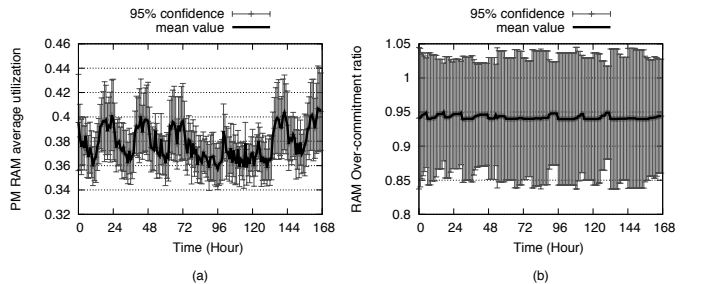 95% confidence
mean value
PM RAM average utilization
0.46
0.44
0.42
0.4
0.38
0.36
0.34
0.32
0 24 48 72 96 120 144 168
Time (Hour)
(a)
95% confidence
mean value
RAM Over-commitment ratio
1.05
1
0.95
0.9
0.85
0.8
0 24 48 72 96 120 144 168
Time (Hour)
(b)